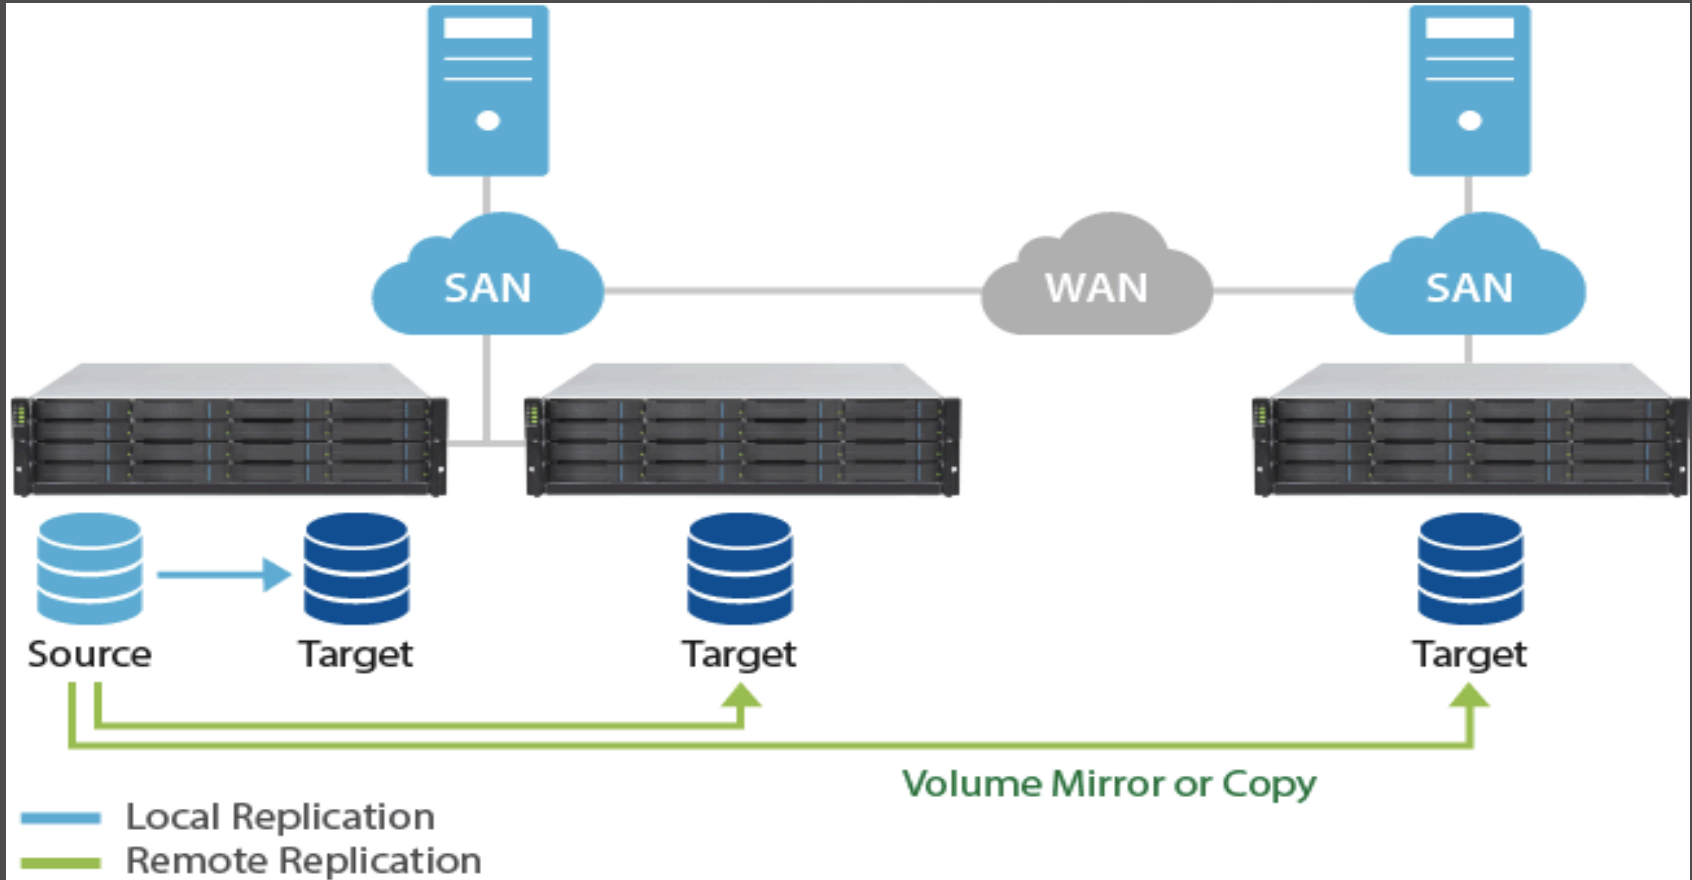 SAN
WAN
SAN
Source
Target
Target
Target
Volume Mirror or Copy
Local Replication
Remote Replication